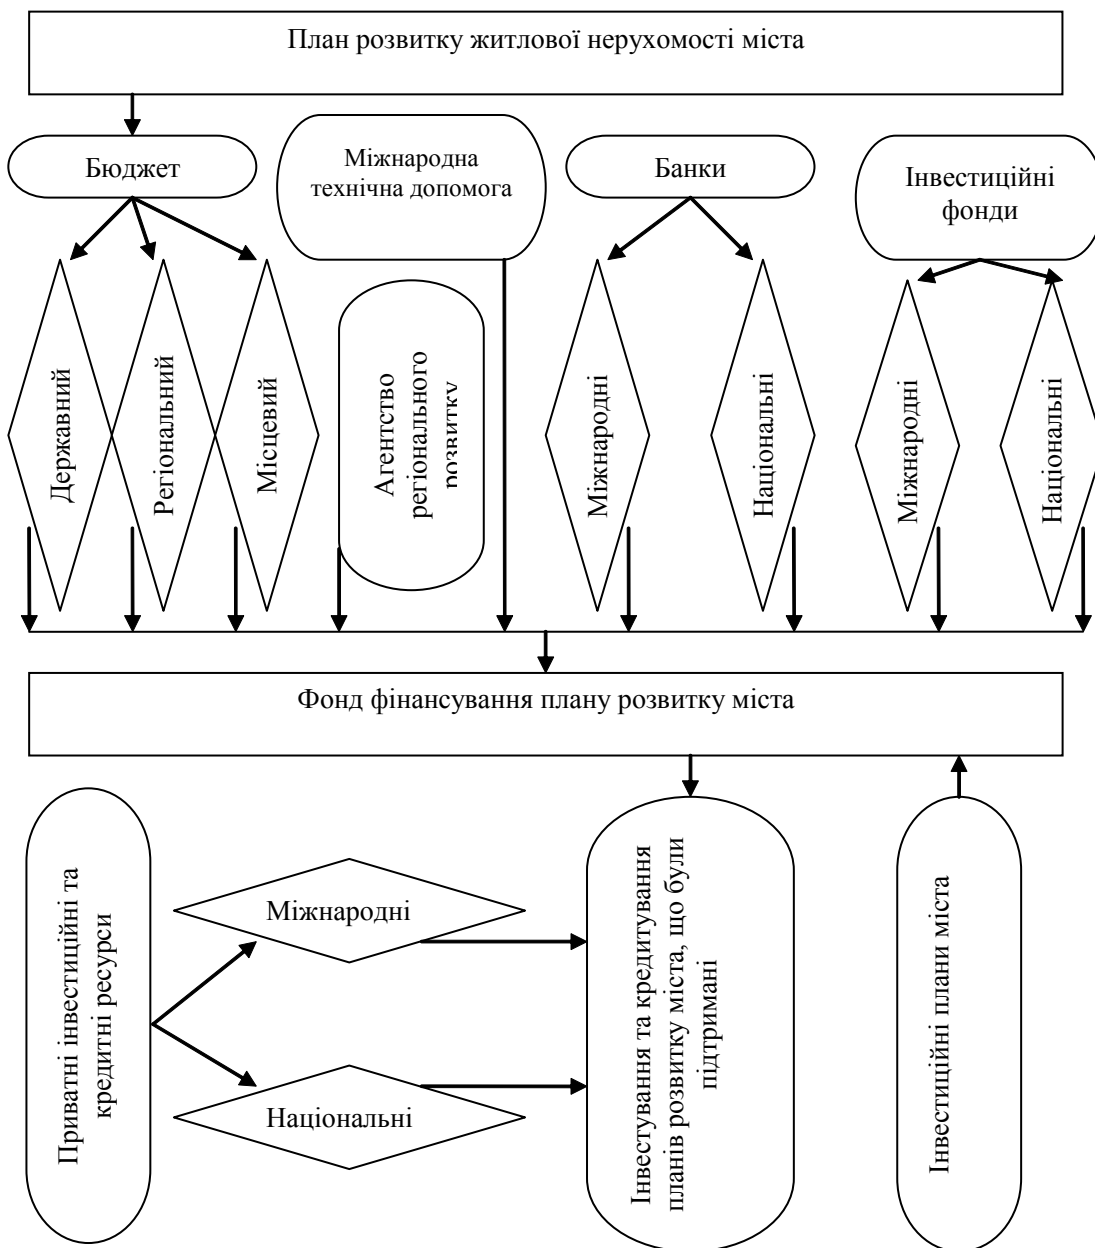 План розвитку житлової нерухомості міста
Бюджет
Міжнародна
технічна допомога
Банки
Інвестиційні
фонди
Державний
Регіональний
Місцевий
Агентство
регіонального
розвитку
Міжнародні
Національні
Міжнародні
Національні
Фонд фінансування плану розвитку міста
Приватні інвестиційні та
кредитні ресурси
Міжнародні
Національні
Інвестування та кредитування
планів розвитку міста, що були
підтримані
Інвестиційні плани міста